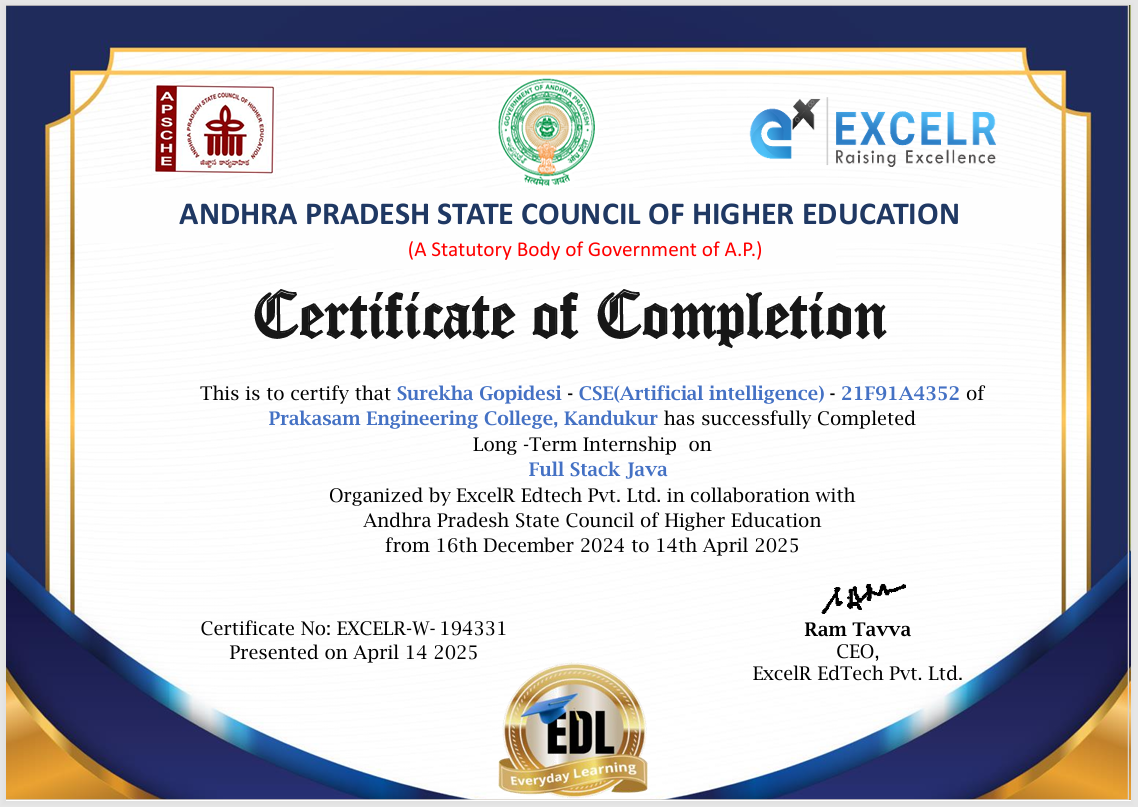 APSCHE
ANDHRA PRADESH STATE COUNCIL OF HIGHER EDUCATION
GOVERNMENT OF ANDHRA PRADESH
सत्यमेव जयते
ex EXCELR
Raising Excellence
ANDHRA PRADESH STATE COUNCIL OF HIGHER EDUCATION
(A Statutory Body of Government of A.P.)
Certificate of Completion
This is to certify that Surekha Gopidesi - CSE(Artificial intelligence) - 21F91A4352 of
Prakasam Engineering College, Kandukur has successfully Completed
Long -Term Internship on
Full Stack Java
Organized by ExcelR Edtech Pvt. Ltd. in collaboration with
Andhra Pradesh State Council of Higher Education
from 16th December 2024 to 14th April 2025
Certificate No: EXCELR-W- 194331
Presented on April 14 2025
Ram Tavva
CEO,
ExcelR EdTech Pvt. Ltd.
EDL
Everyday Learning